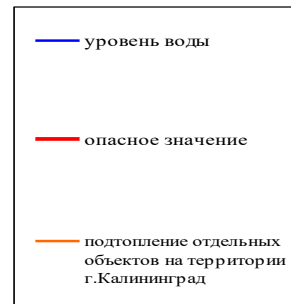 уровень воды
опасное значение
подтопление отдельных
объектов на территории
г.Калининград